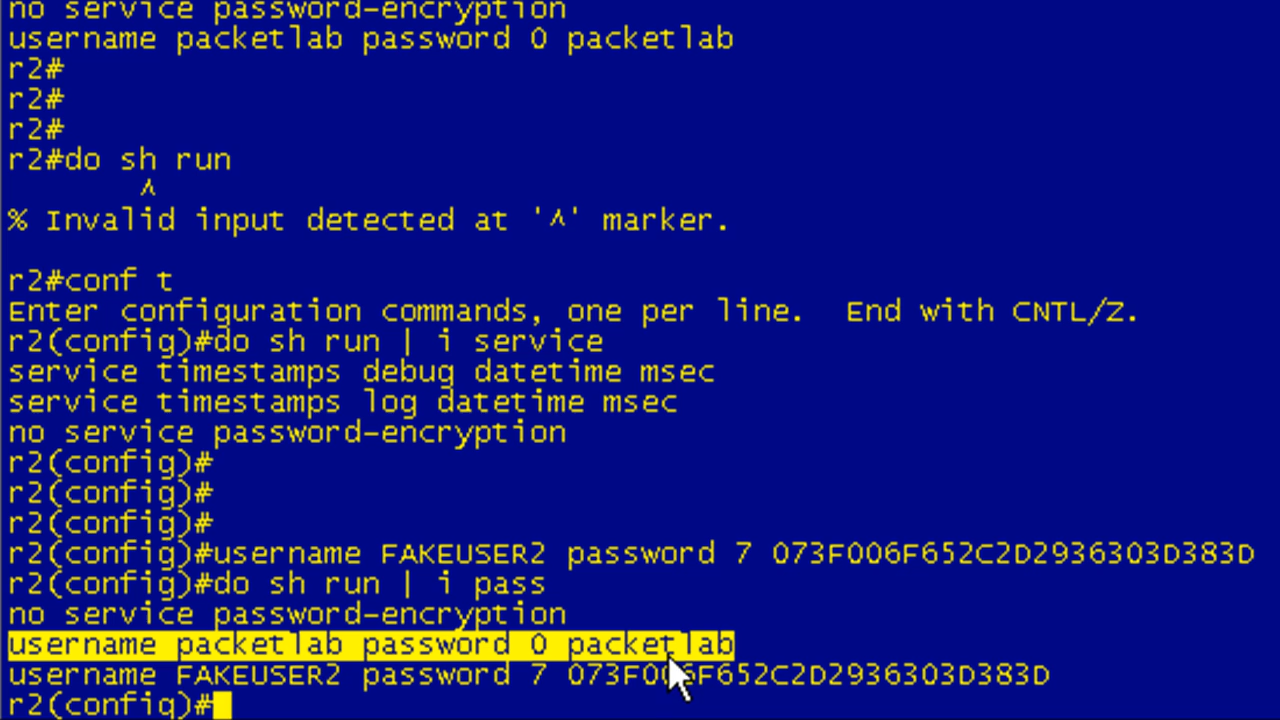 no service password-encryption
username packetlab password 0 packetlab
r2#
r2#
r2#
r2#do sh run
^
% Invalid input detected at '^' marker.
r2#conf t
Enter configuration commands, one per line.  End with CNTL/Z.
r2(config)#do sh run | i service
service timestamps debug datetime msec
service timestamps log datetime msec
no service password-encryption
r2(config)#
r2(config)#
r2(config)#
r2(config)#username FAKEUSER2 password 7 073F006F652C2D2936303D383D
r2(config)#do sh run | i pass
no service password-encryption
username packetlab password 0 packetlab
username FAKEUSER2 password 7 073F006F652C2D2936303D383D
r2(config)#